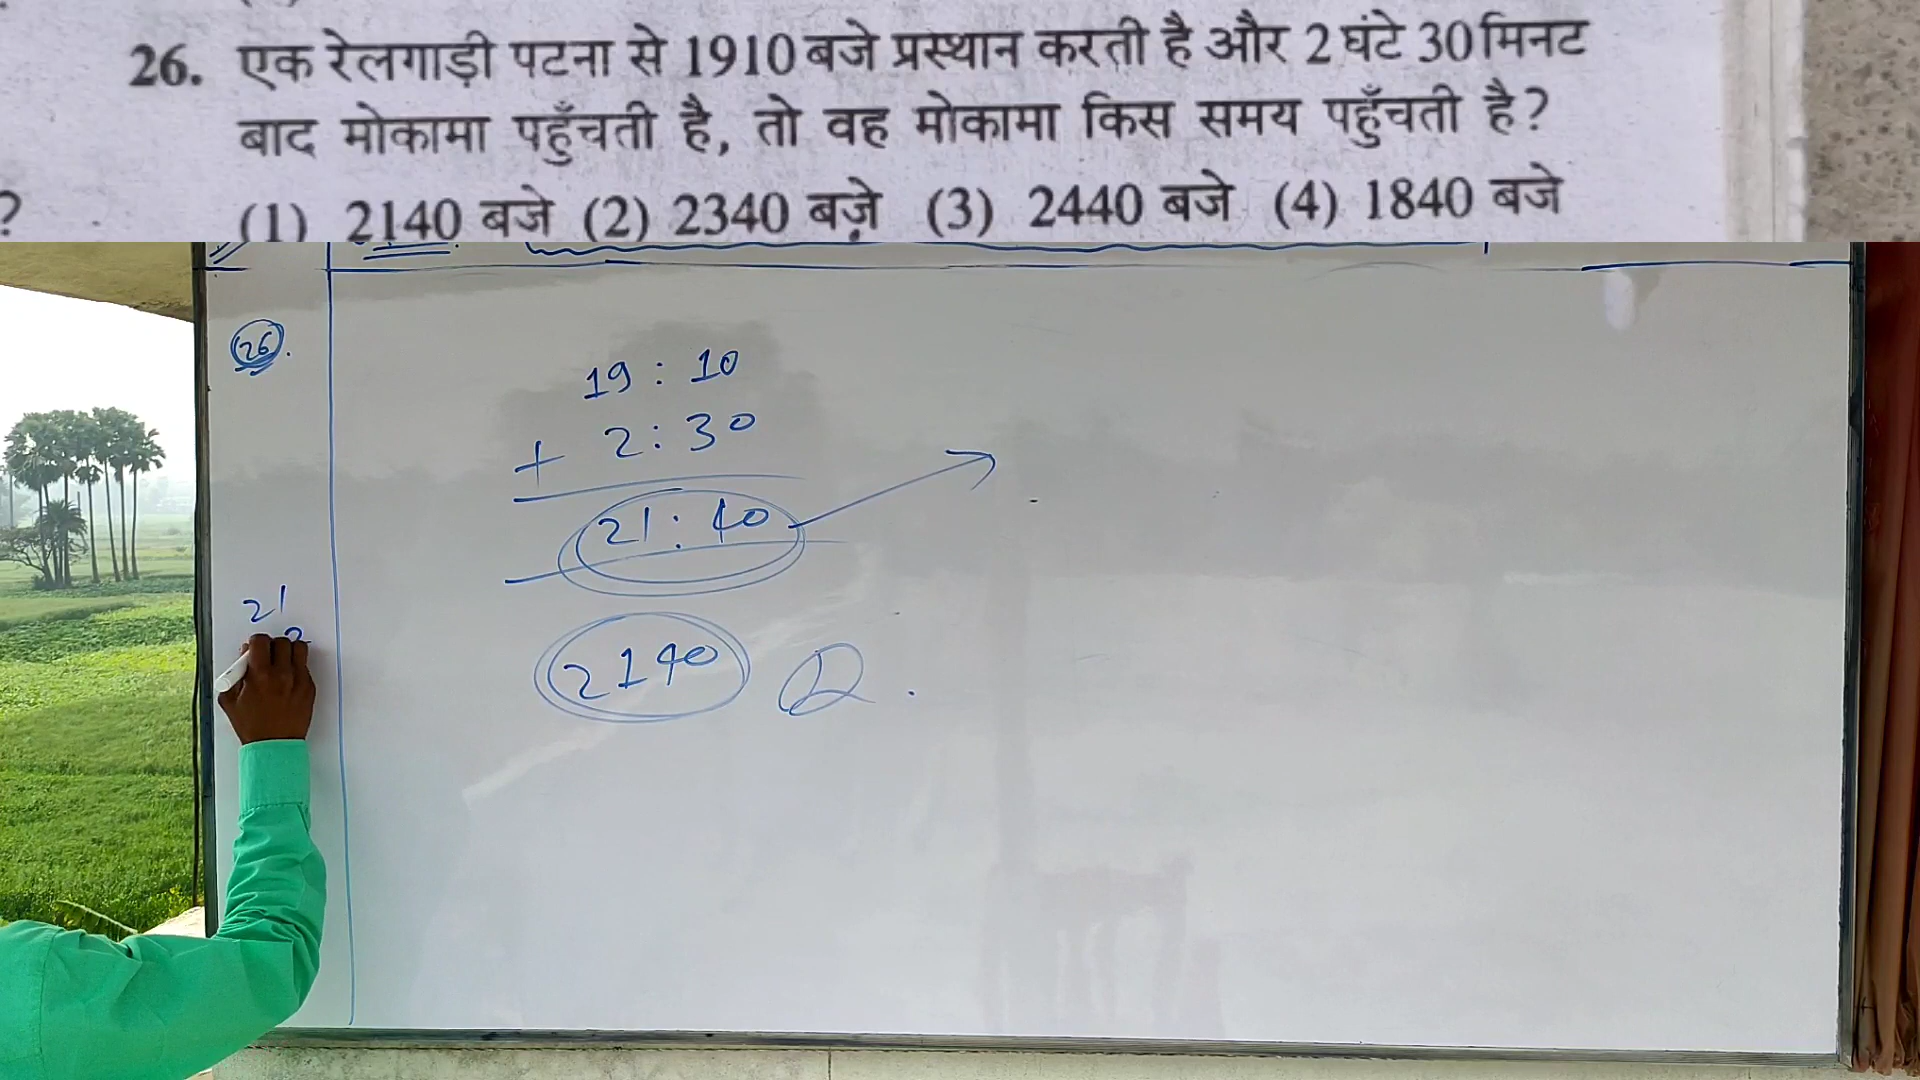 26. एक रेलगाड़ी पटना से 1910 बजे प्रस्थान करती है और 2 घंटे 30 मिनट
बाद मोकामा पहुँचती है, तो वह मोकामा किस समय पहुँचती है?
?
(1) 2140 बजे (2) 2340 बजे (3) 2440 बजे (4) 1840 बजे
26.
19 : 10
+ 2 : 30
21 : 40
21
2140